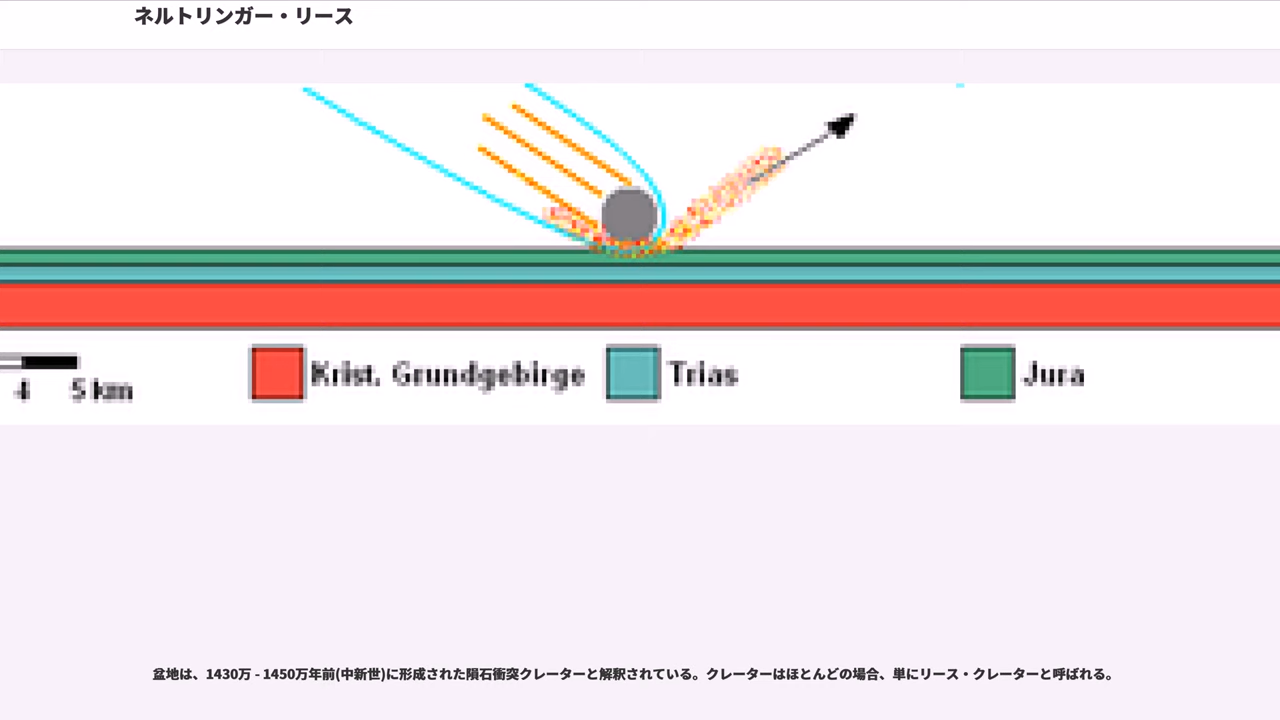 ネルトリンガー・リース
4 5 km Krist. Grundgebirge Trias Jura
盆地は、1430万 - 1450万年前(中新世)に形成された隕石衝突クレーターと解釈されている。クレーターはほとんどの場合、単にリース・クレーターと呼ばれる。